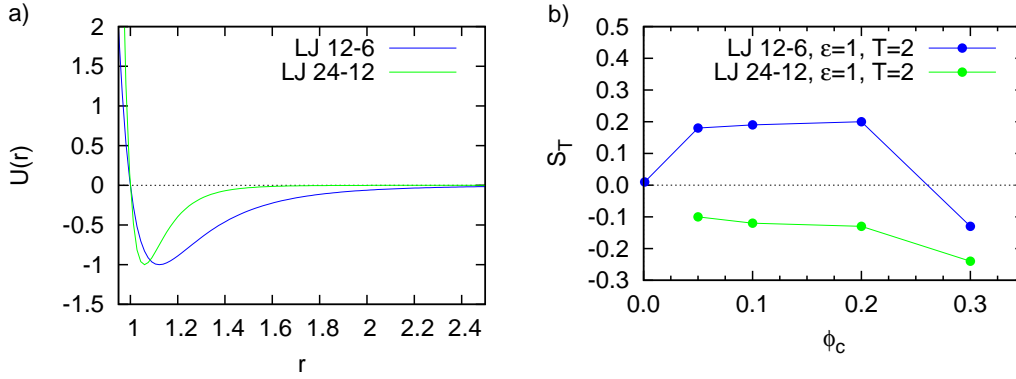 a)
LJ 12-6
LJ 24-12
U(r)
2
1.5
1
0.5
0
-0.5
-1
-1.5
1 1.2 1.4 1.6 1.8 2 2.2 2.4
r
b)
LJ 12-6, ε=1, T=2
LJ 24-12, ε=1, T=2
S_T
0.5
0.4
0.3
0.2
0.1
0.0
-0.1
-0.2
-0.3
0.0 0.1 0.2 0.3
ϕ_c